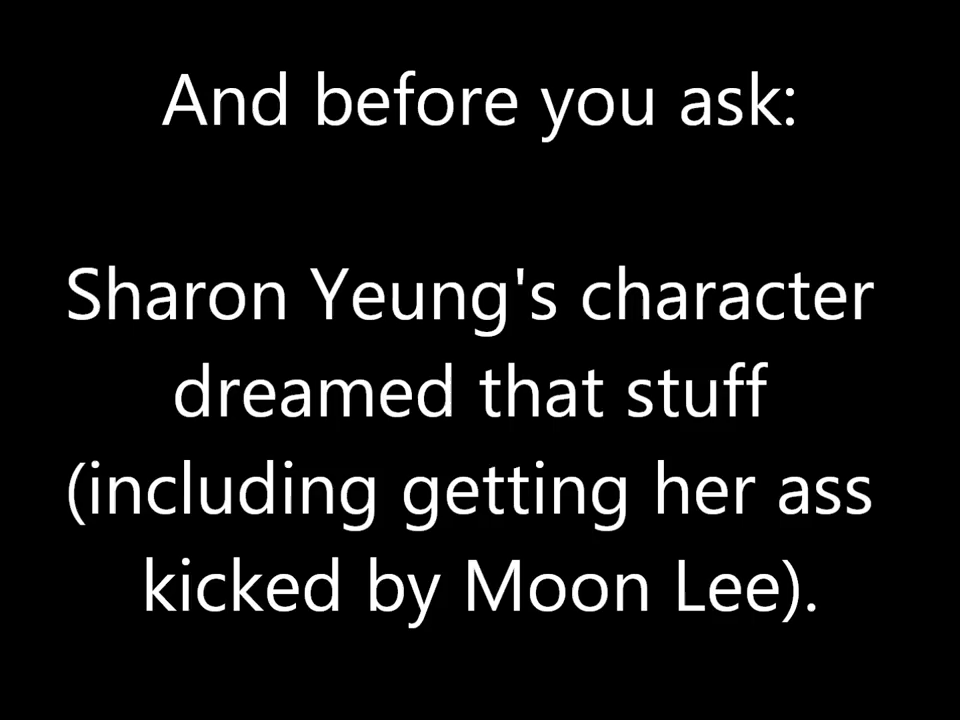 And before you ask:
Sharon Yeung's character
dreamed that stuff
(including getting her ass
kicked by Moon Lee).